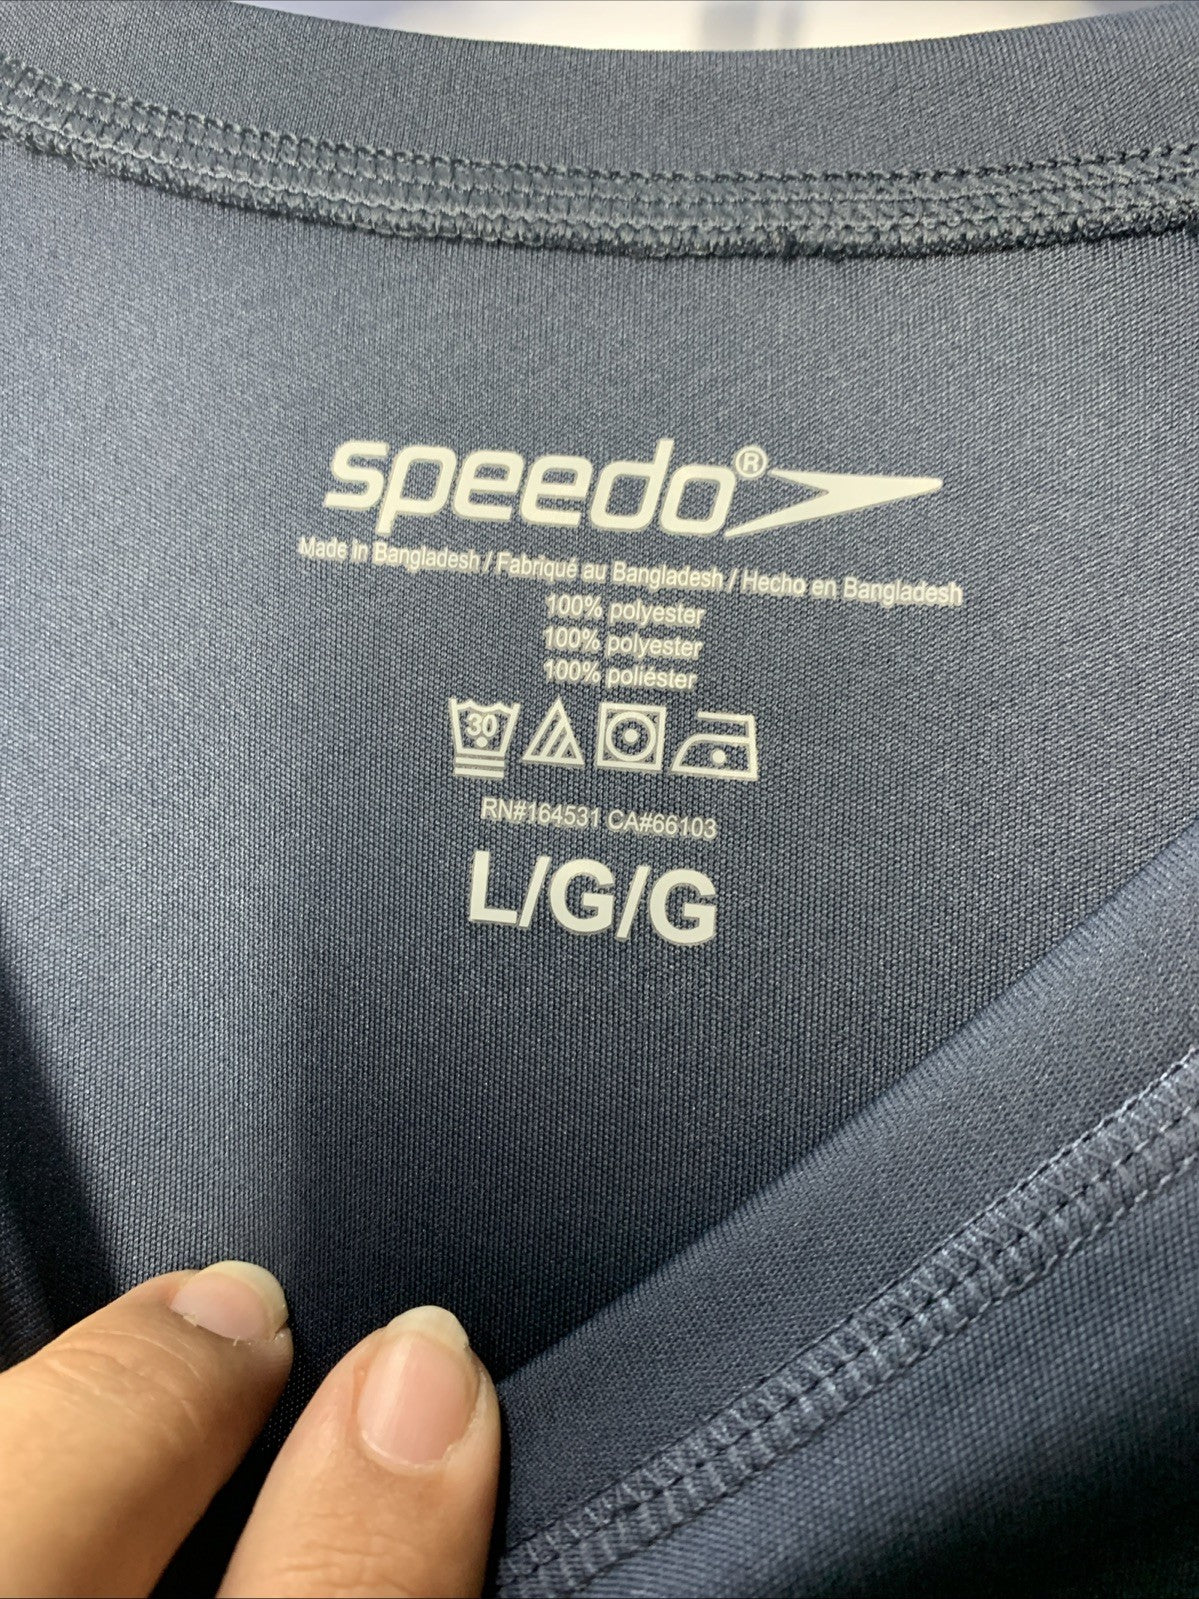 speedo®
Made in Bangladesh / Fabriqué au Bangladesh / Hecho en Bangladesh
100% polyester
100% polyester
100% poliéster
30
RN#164531 CA#66103
L/G/G